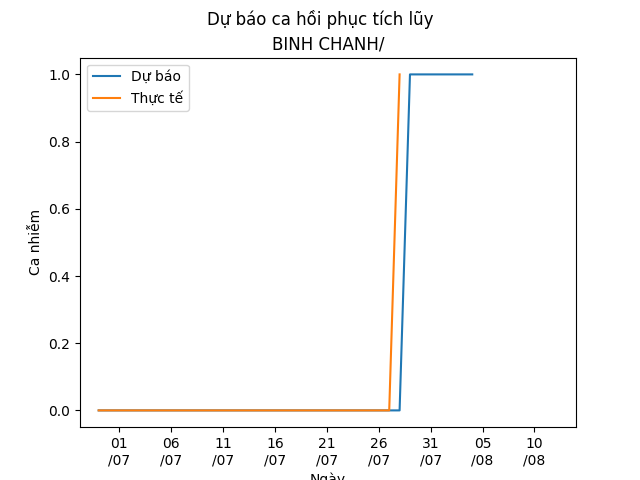 Dự báo ca hồi phục tích lũy
BINH CHANH/
Dự báo
Thực tế
Ca nhiễm
1.0
0.8
0.6
0.4
0.2
0.0
01 06 11 16 21 26 31 05 10
/07 /07 /07 /07 /07 /07 /07 /08 /08
Ngày